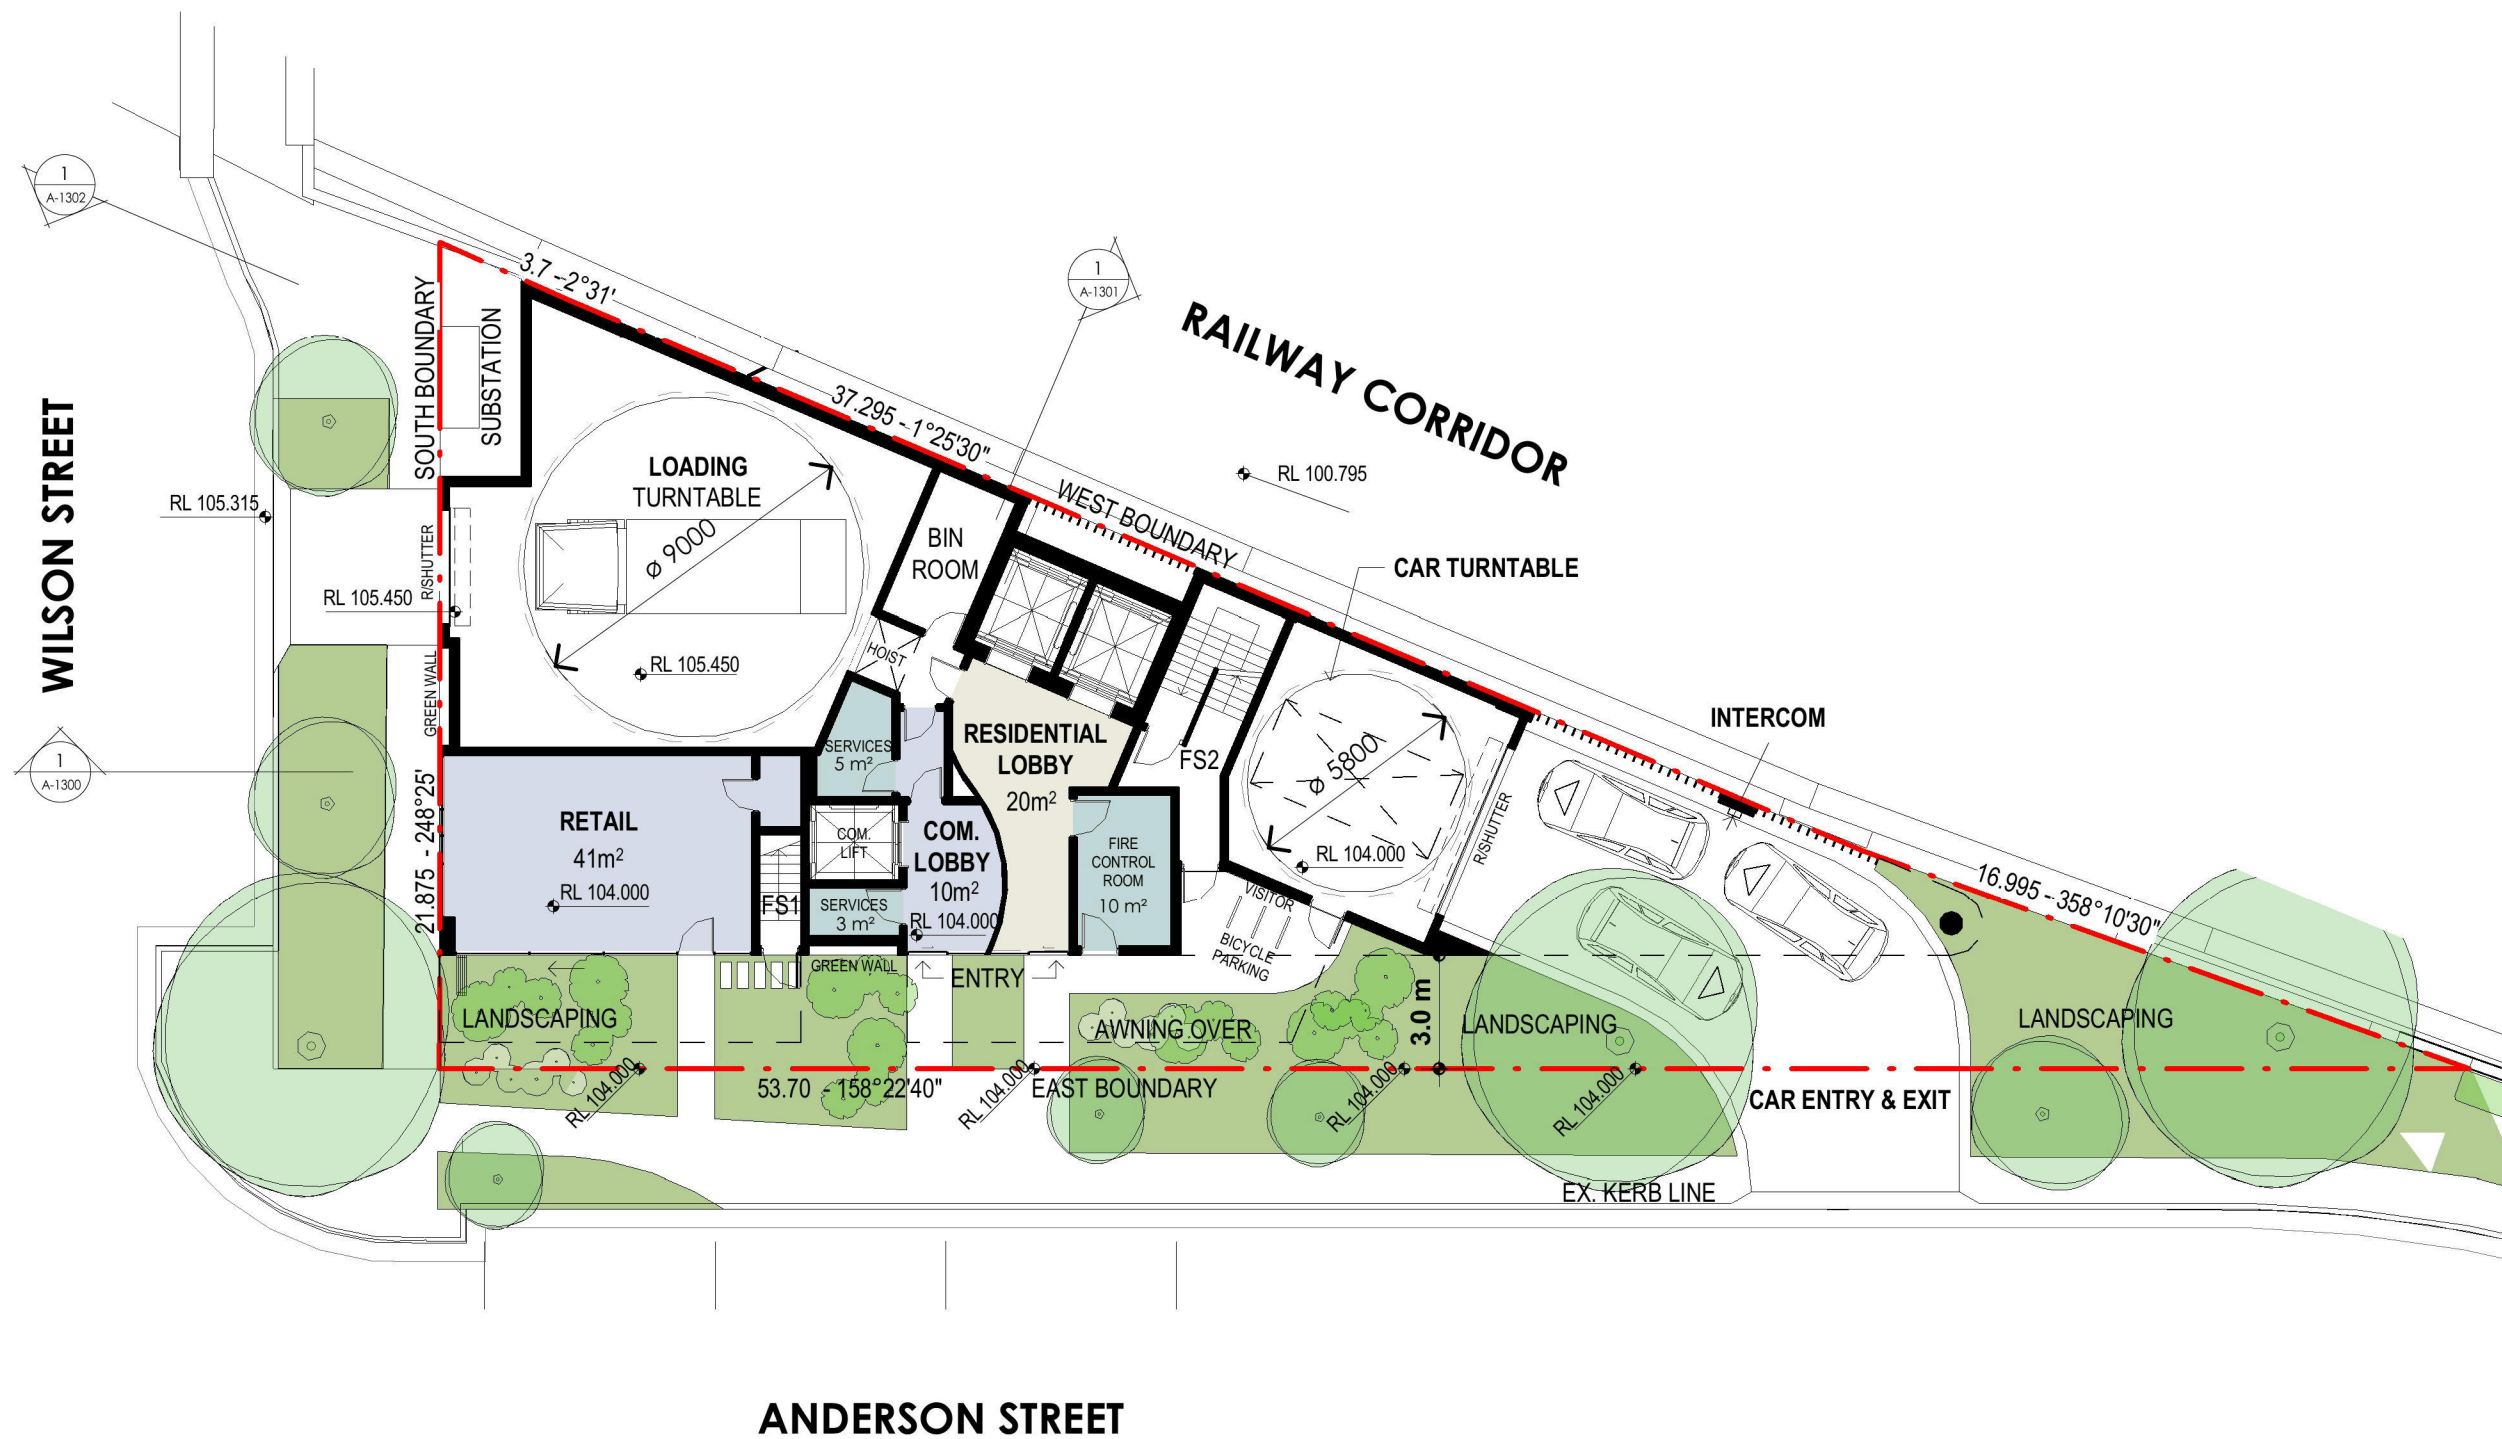 1
A-1302
3.7 - 2°31'
1
A-1301
RAILWAY CORRIDOR
SOUTH BOUNDARY
SUBSTATION
37.295 - 1°25'30"
RL 100.795
WILSON STREET
LOADING
TURNTABLE
ø 9000
WEST BOUNDARY
RL 105.315
BIN
ROOM
R/SHUTTER
CAR TURNTABLE
RL 105.450
RL 105.450
HOIST
GREEN WALL
INTERCOM
1
A-1300
SERVICES
5 m²
RESIDENTIAL
LOBBY
20m²
FS2
ø 5800
R/SHUTTER
21.875 - 248°25'
RETAIL
41m²
RL 104.000
COM.
LIFT
COM.
LOBBY
10m²
RL 104.000
FIRE
CONTROL
ROOM
10 m²
RL 104.000
FS1
SERVICES
3 m²
VISITOR
BICYCLE
PARKING
16.995 - 358°10'30"
GREEN WALL
ENTRY
LANDSCAPING
AWNING OVER
3.0 m
LANDSCAPING
LANDSCAPING
RL 104.000
53.70 - 158°22'40"
RL 104.000
EAST BOUNDARY
RL 104.000
RL 104.000
CAR ENTRY & EXIT
EX. KERB LINE
ANDERSON STREET